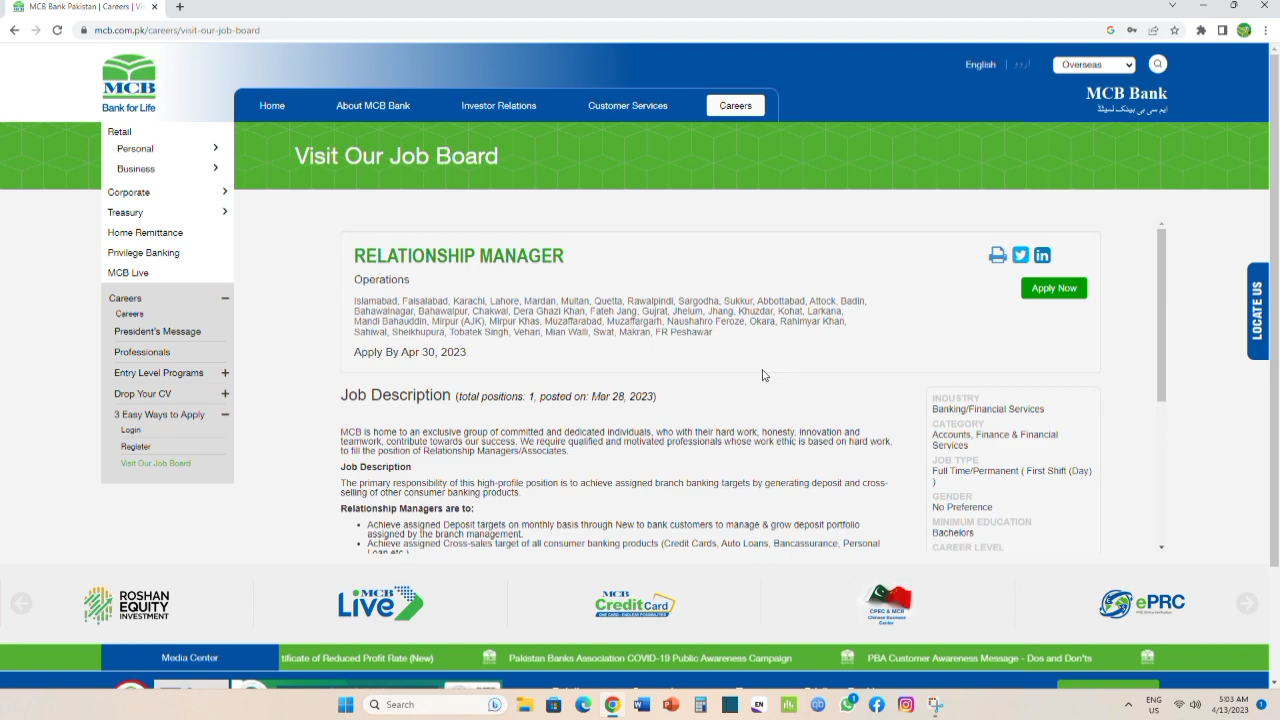 MCB Bank Pakistan | Careers | Vi
mcb.com.pk/careers/visit-our-job-board
MCB
Bank for Life
English
اردو
Overseas
MCB Bank
ایم سی بی بینک لمیٹڈ
Home
About MCB Bank
Investor Relations
Customer Services
Careers
Visit Our Job Board
Retail
Personal
Business
Corporate
Treasury
Home Remittance
Privilege Banking
MCB Live
Careers
Careers
President's Message
Professionals
Entry Level Programs
Drop Your CV
3 Easy Ways to Apply
Login
Register
Visit Our Job Board
RELATIONSHIP MANAGER
Operations
Apply Now
Islamabad, Faisalabad, Karachi, Lahore, Mardan, Multan, Quetta, Rawalpindi, Sargodha, Sukkur, Abbottabad, Attock, Badin,
Bahawalnagar, Bahawalpur, Chakwal, Dera Ghazi Khan, Fateh Jang, Gujrat, Jhelum, Jhang, Khuzdar, Kohat, Larkana,
Mandi Bahauddin, Mirpur (AJK), Mirpur Khas, Muzaffarabad, Muzaffargarh, Naushahro Feroze, Okara, Rahimyar Khan,
Sahiwal, Sheikhupura, Tobatek Singh, Vehari, Mian Walli, Swat, Makran, FR Peshawar
Apply By Apr 30, 2023
LOCATE US
Job Description (total positions: 1, posted on: Mar 28, 2023)
MCB is home to an exclusive group of committed and dedicated individuals, who with their hard work, honesty, innovation and
teamwork, contribute towards our success. We require qualified and motivated professionals whose work ethic is based on hard work,
to fill the position of Relationship Managers/Associates.
Job Description
The primary responsibility of this high-profile position is to achieve assigned branch banking targets by generating deposit and cross-
selling of other consumer banking products.
Relationship Managers are to:
• Achieve assigned Deposit targets on monthly basis through New to bank customers to manage & grow deposit portfolio
assigned by the branch management.
• Achieve assigned Cross-sales target of all consumer banking products (Credit Cards, Auto Loans, Bancassurance, Personal
Loan etc.)
INDUSTRY
Banking/Financial Services
CATEGORY
Accounts, Finance & Financial
Services
JOB TYPE
Full Time/Permanent ( First Shift (Day)
)
GENDER
No Preference
MINIMUM EDUCATION
Bachelors
CAREER LEVEL
ROSHAN
EQUITY
INVESTMENT
MCB
Live
MCB
CreditCard
ONE CARD - ENDLESS POSSIBILITIES
CPEC & MCB
Chinese Business
Center
ePRC
Media Center
tificate of Reduced Profit Rate (New)
Pakistan Banks Association COVID-19 Public Awareness Campaign
PBA Customer Awareness Message - Dos and Don'ts
Search
ENG
US
5:03 AM
4/13/2023